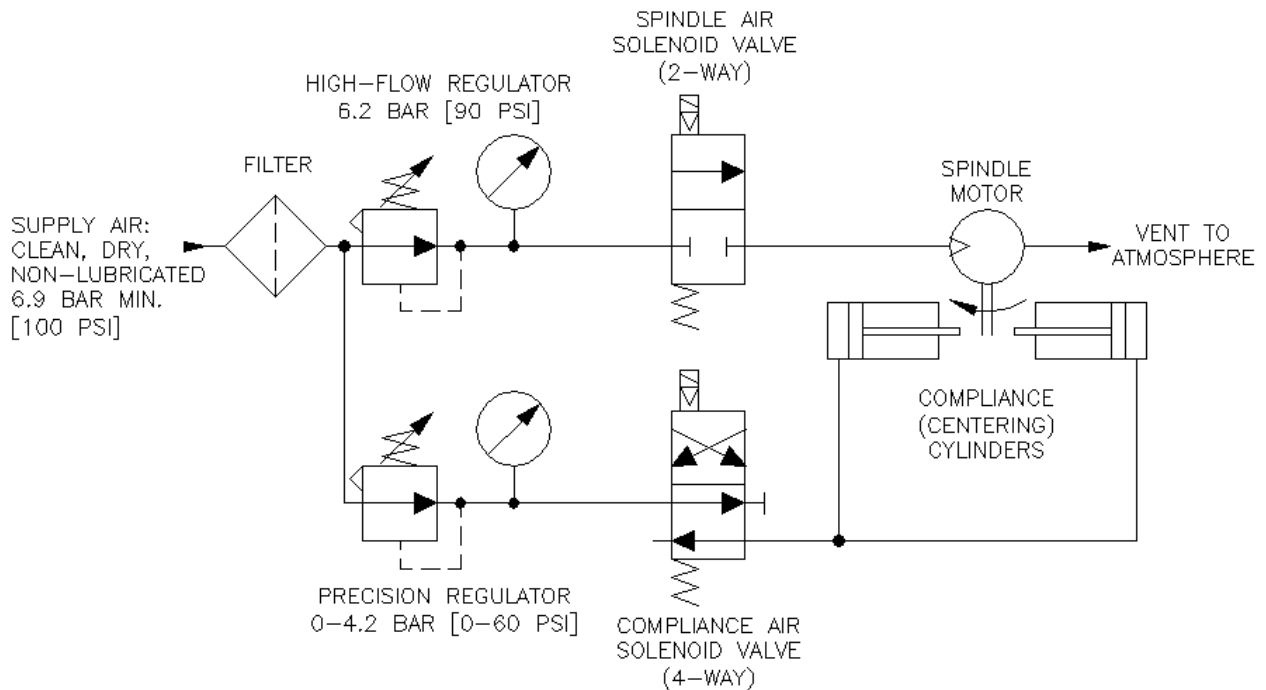 SPINDLE AIR
SOLENOID VALVE
(2-WAY)
HIGH-FLOW REGULATOR
6.2 BAR [90 PSI]
FILTER
SPINDLE
MOTOR
SUPPLY AIR:
CLEAN, DRY,
NON-LUBRICATED
6.9 BAR MIN.
[100 PSI]
VENT TO
ATMOSPHERE
COMPLIANCE
(CENTERING)
CYLINDERS
PRECISION REGULATOR
0-4.2 BAR [0-60 PSI]
COMPLIANCE AIR
SOLENOID VALVE
(4-WAY)